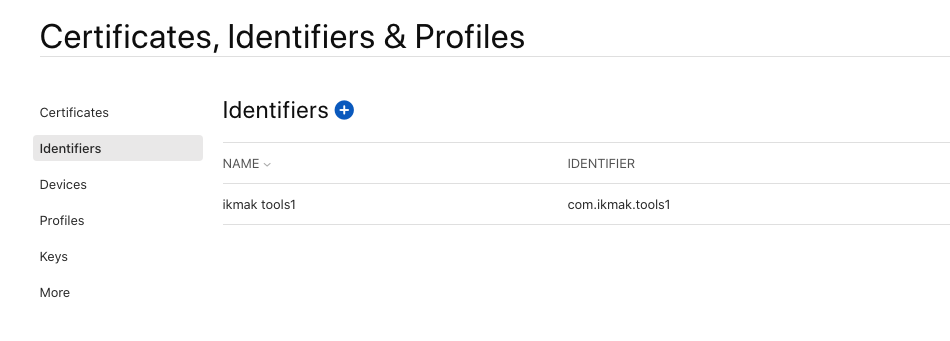 Certificates, Identifiers & Profiles
Certificates
Identifiers
Devices
Profiles
Keys
More
Identifiers
NAME IDENTIFIER
ikmak tools1 com.ikmak.tools1